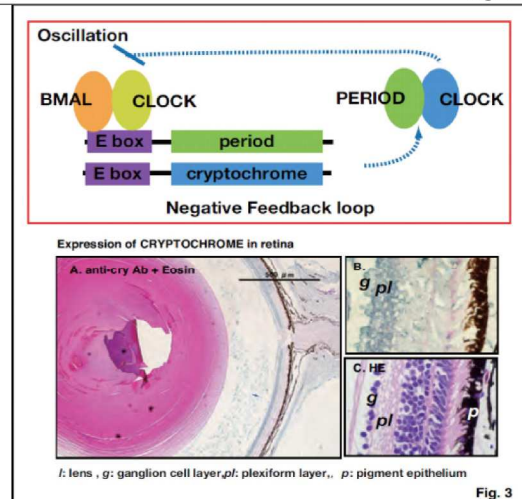 Oscillation
BMAL CLOCK PERIOD CLOCK
E box period
E box cryptochrome
Negative Feedback loop
Expression of CRYPTOCHROME in retina
A. anti-cry Ab + Eosin
B.
g pl
C. HE
g
pl
p
l: lens , g: ganglion cell layer,pl: plexiform layer,, p: pigment epithelium
Fig. 3